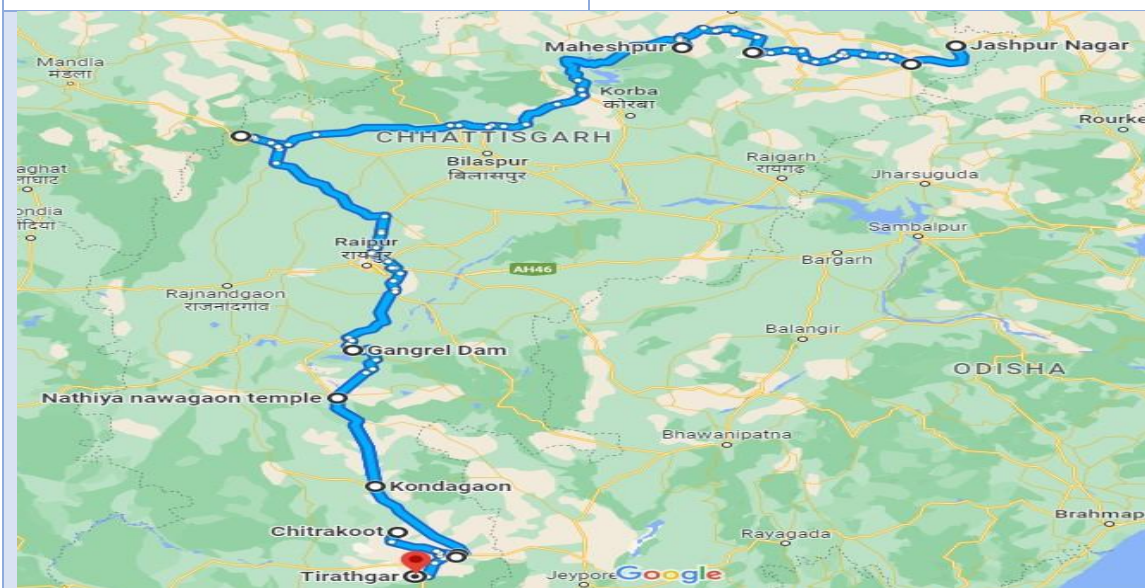 Maheshpur
Jashpur Nagar
Mandla
मंडला
Korba
कोरबा
Rourke
CHHATTISGARH
Bilaspur
बिलासपुर
Raigarh
रायगढ़
Jharsuguda
aghat
लाघाट
ondia
गोंदिया
Sambalpur
Raipur
रायपुर
Bargarh
AH46
Rajnandgaon
राजनांदगांव
Balangir
Gangrel Dam
ODISHA
Nathiya nawagaon temple
Bhawanipatna
Kondagaon
Chitrakoot
Brahmap
Rayagada
Tirathgar
Jeypore
Google